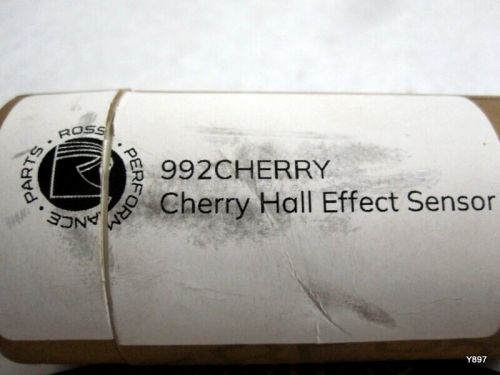 PARTS • ROSS • PERFORMANCE •
992CHERRY
Cherry Hall Effect Sensor
Y897